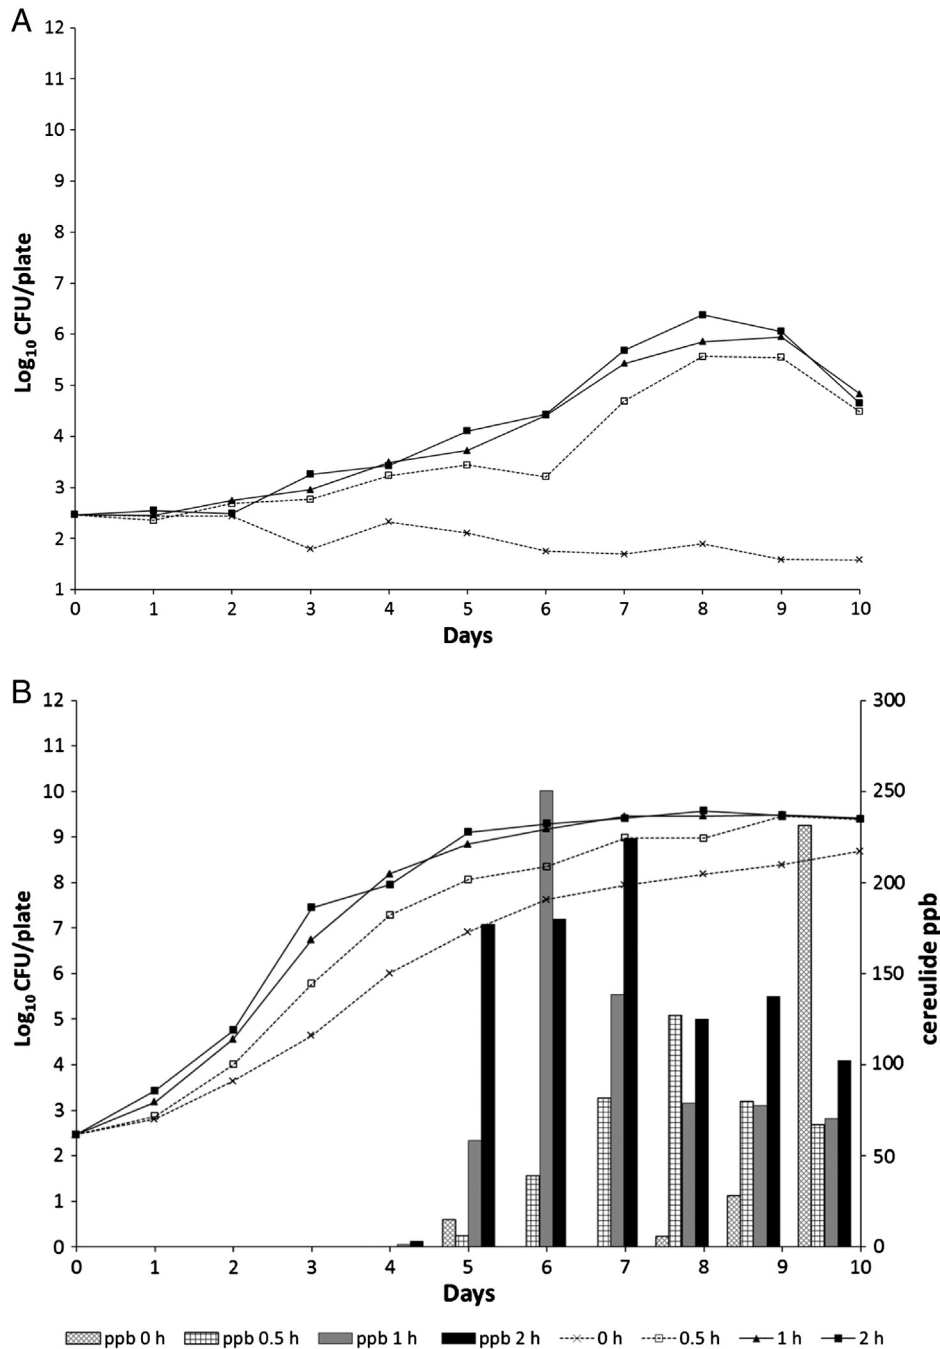 A
12
11
10
9
8
7
6
5
4
3
2
1
Log10 CFU/plate
0 1 2 3 4 5 6 7 8 9 10
Days
B
12 300
11
10 250
9
8 200
7
6 150
5
4 100
3
2 50
1
0 0
Log10 CFU/plate
cereulide ppb
0 1 2 3 4 5 6 7 8 9 10
Days
ppb 0 h ppb 0.5 h ppb 1 h ppb 2 h 0 h 0.5 h 1 h 2 h